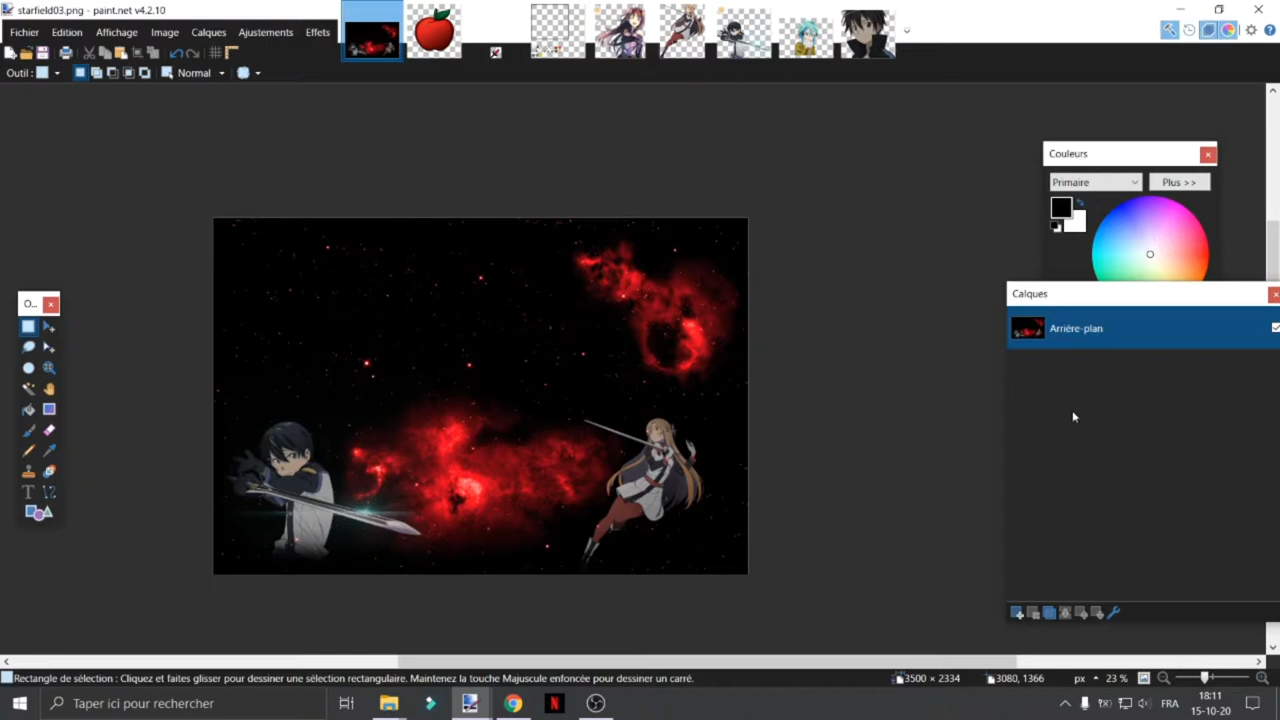 starfield03.png - paint.net v4.2.10
Fichier Edition Affichage Image Calques Ajustements Effets
Outil : Normal
Couleurs
Primaire Plus >>
O...
Calques
Arrière-plan
Rectangle de sélection : Cliquez et faites glisser pour dessiner une sélection rectangulaire. Maintenez la touche Majuscule enfoncée pour dessiner un carré. 3500 × 2334 3080, 1366 px 23 %
Taper ici pour rechercher FRA 18:11
15-10-20